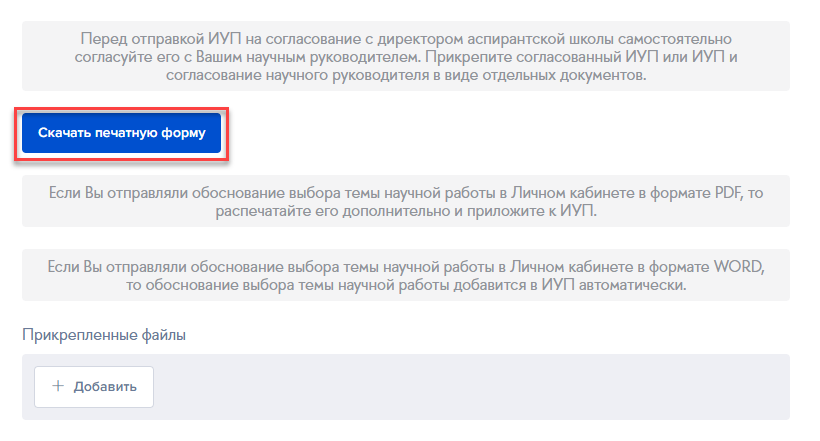 Перед отправкой ИУП на согласование с директором аспирантской школы самостоятельно
согласуйте его с Вашим научным руководителем. Прикрепите согласованный ИУП или ИУП и
согласование научного руководителя в виде отдельных документов.
Скачать печатную форму
Если Вы отправляли обоснование выбора темы научной работы в Личном кабинете в формате PDF, то
распечатайте его дополнительно и приложите к ИУП.
Если Вы отправляли обоснование выбора темы научной работы в Личном кабинете в формате WORD,
то обоснование выбора темы научной работы добавится в ИУП автоматически.
Прикрепленные файлы
+ Добавить